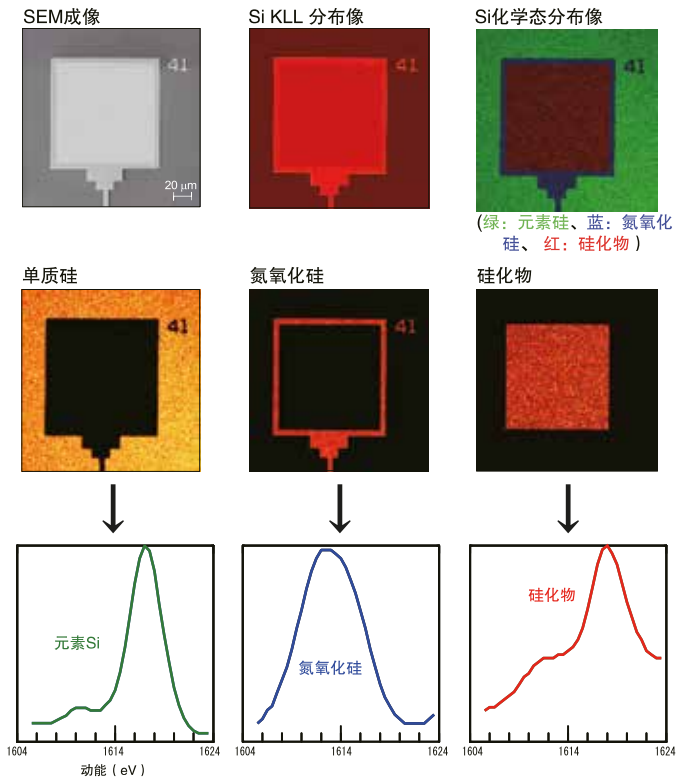 SEM成像
Si KLL 分布像
Si化学态分布像
41
41
41
20 μm
(绿：元素硅、蓝：氮氧化
硅、 红：硅化物 )
单质硅
氮氧化硅
硅化物
41
41
元素Si
氮氧化硅
硅化物
1604
1614
1624
1604
1614
1624
1604
1614
1624
动能（eV）